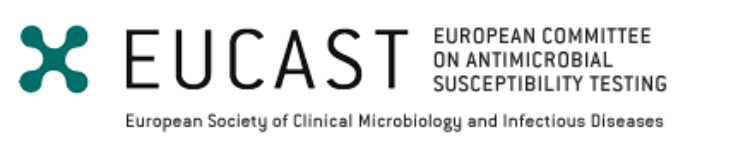 EUCAST
EUROPEAN COMMITTEE
ON ANTIMICROBIAL
SUSCEPTIBILITY TESTING
European Society of Clinical Microbiology and Infectious Diseases